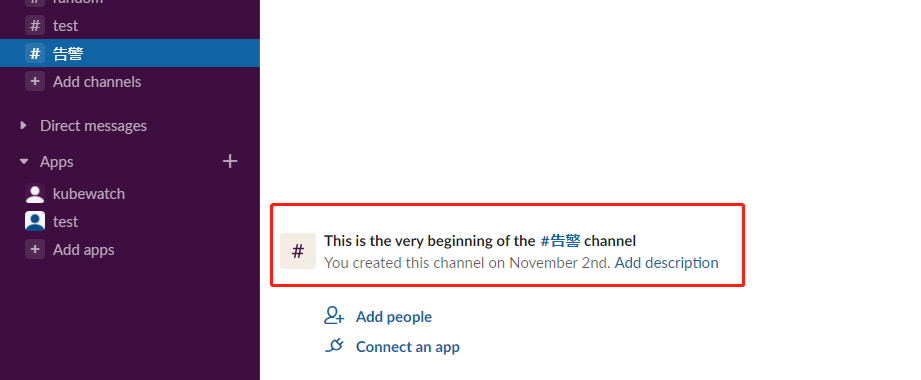 # random
# test
# 告警
+ Add channels
Direct messages
Apps +
kubewatch
test
+ Add apps
# This is the very beginning of the #告警 channel
You created this channel on November 2nd. Add description
Add people
Connect an app